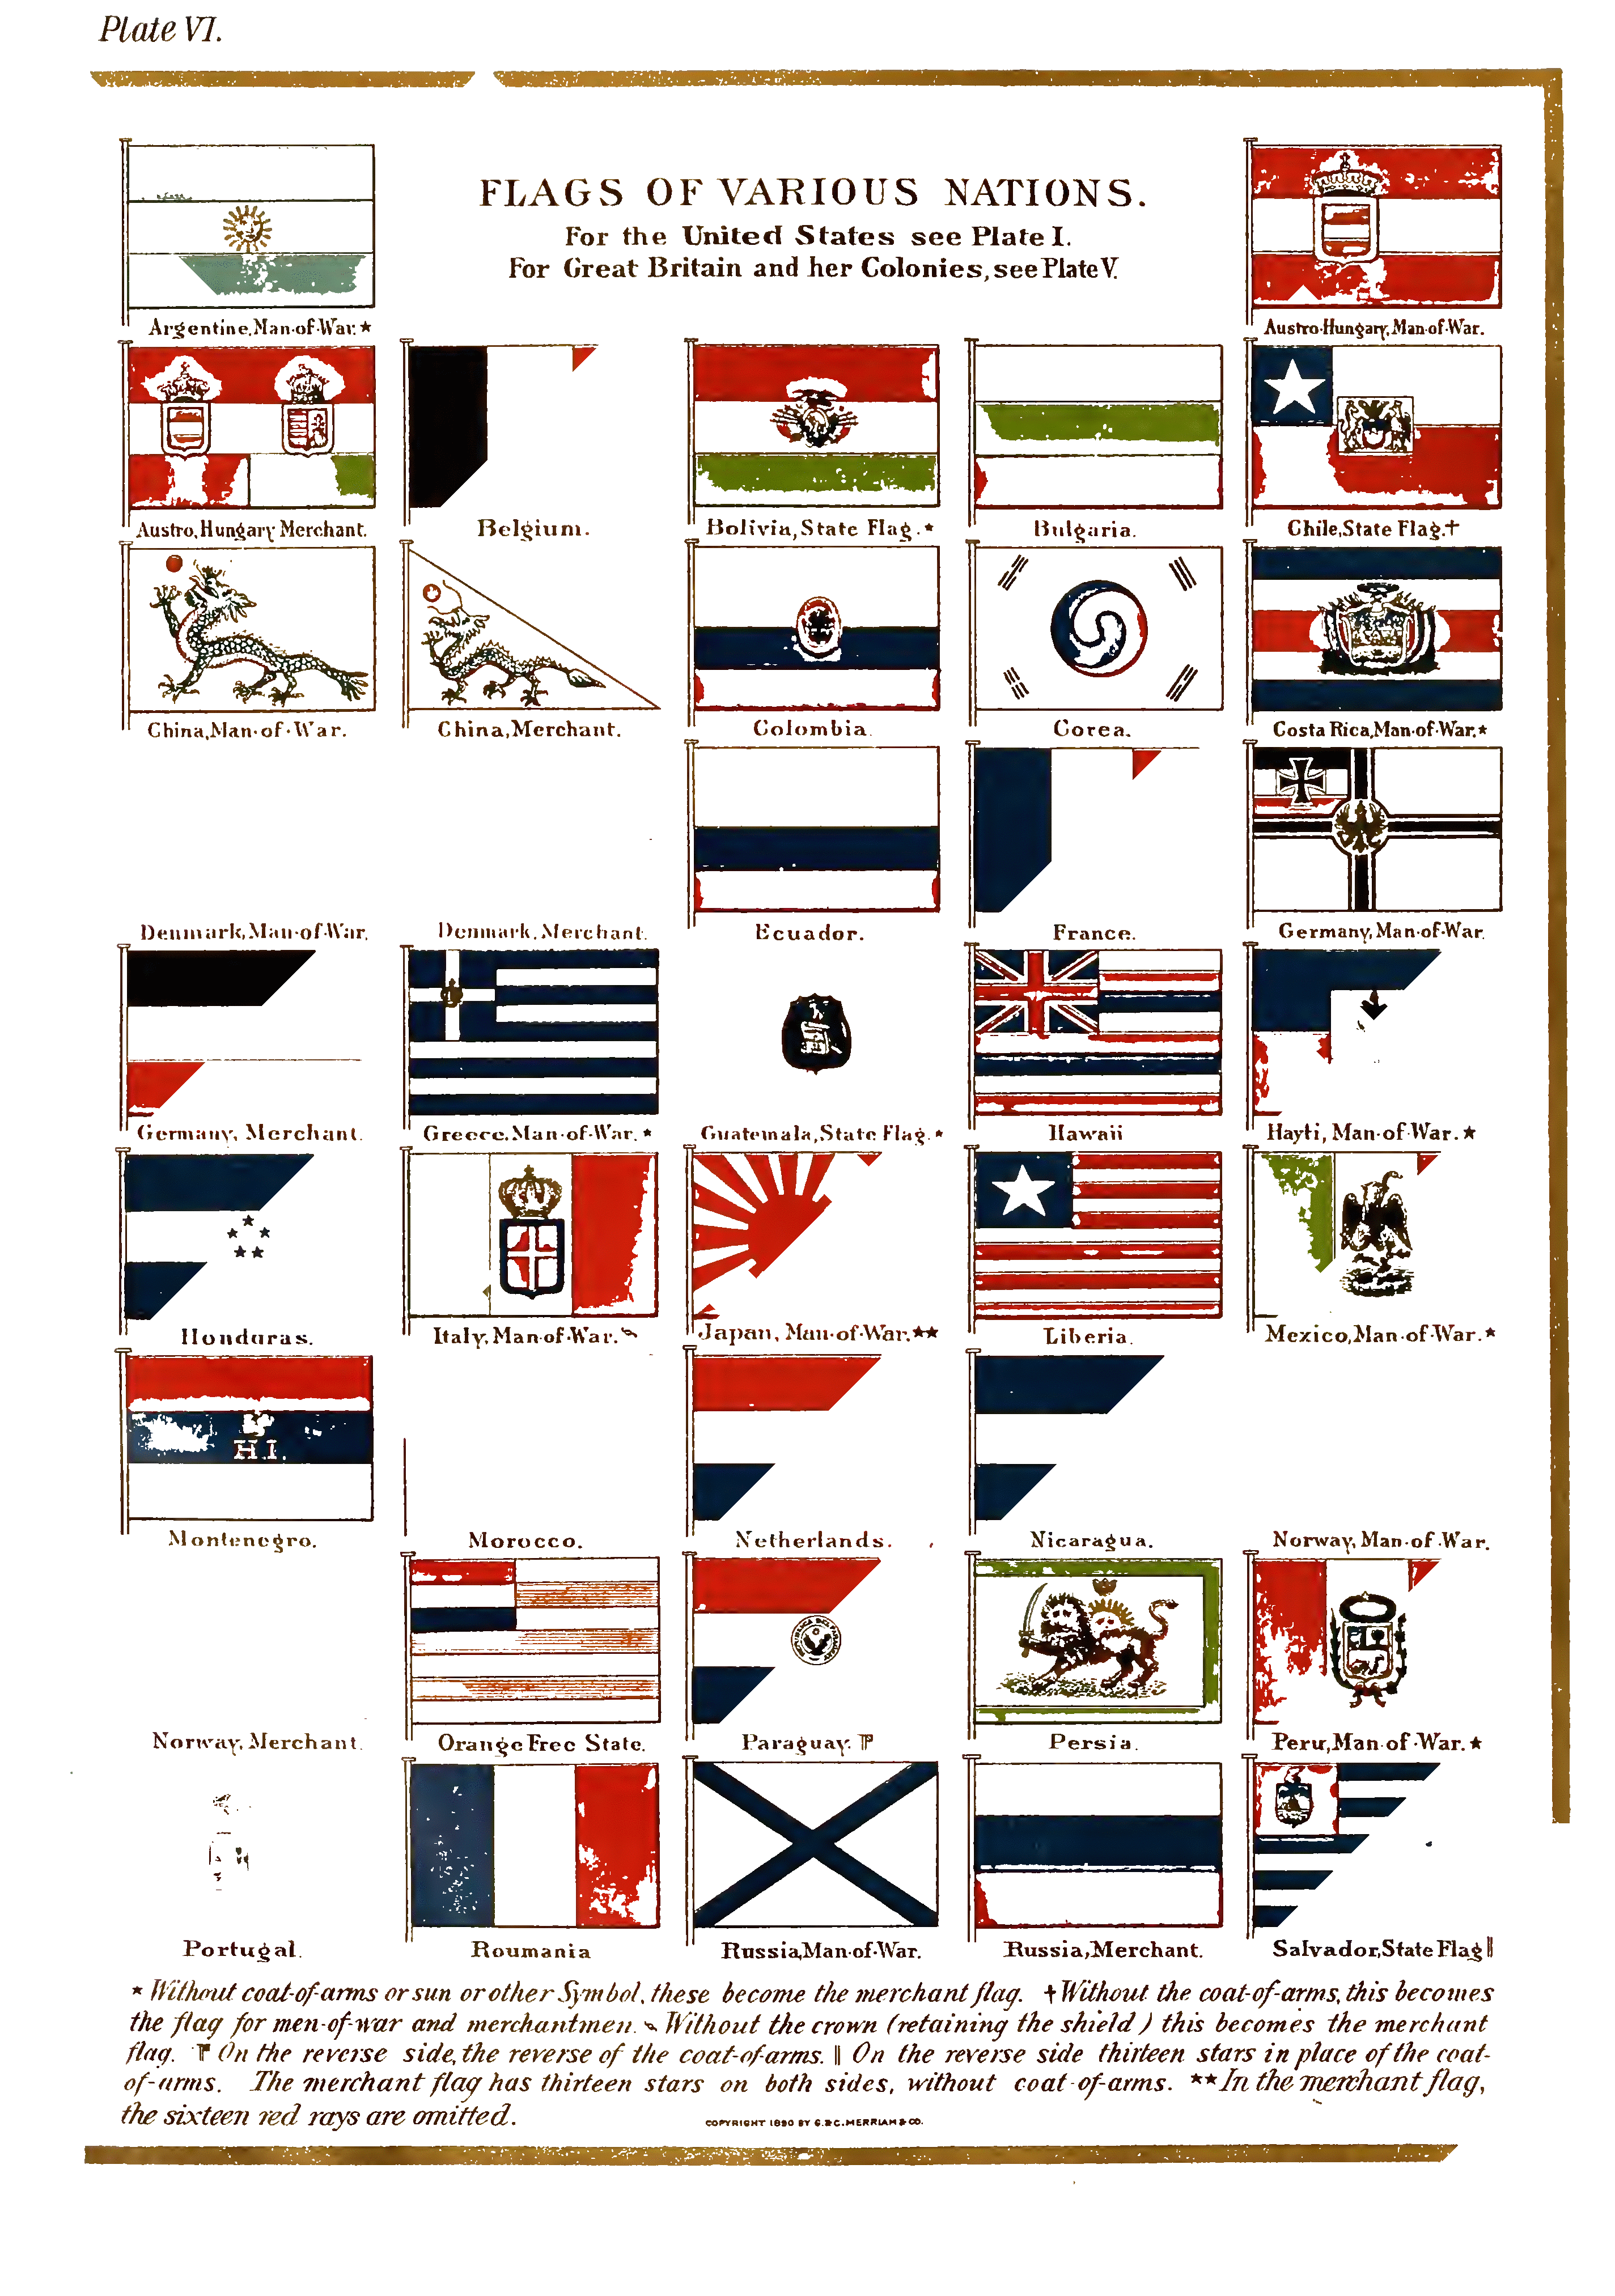 Plate VI.
FLAGS OF VARIOUS NATIONS.
For the United States see Plate I.
For Great Britain and her Colonies, see Plate V.
Argentine, Man-of-War.★
Austro-Hungary, Man-of-War.
Austro, Hungary Merchant.
Belgium.
Bolivia, State Flag.★
Bulgaria.
Chile, State Flag.†
China, Man-of-War.
China, Merchant.
Colombia.
Corea.
Costa Rica, Man-of-War.★
Denmark, Man-of-War.
Denmark, Merchant.
Ecuador.
France.
Germany, Man-of-War.
Germany, Merchant.
Greece, Man-of-War.★
Guatemala, State Flag.★
Hawaii
Hayti, Man-of-War.★
Honduras.
Italy, Man-of-War.
Japan, Man-of-War.★★
Liberia.
Mexico, Man-of-War.★
H.I.
Montenegro.
Morocco.
Netherlands.
Nicaragua.
Norway, Man-of-War.
Norway, Merchant.
Orange Free State.
Paraguay. ¶
Persia.
Peru, Man-of-War.★
Portugal.
Roumania
Russia, Man-of-War.
Russia, Merchant.
Salvador, State Flag ‖
★ Without coat-of-arms or sun or other Symbol, these become the merchant flag. †Without the coat-of-arms, this becomes
the flag for men-of-war and merchantmen. Without the crown (retaining the shield) this becomes the merchant
flag. ¶ On the reverse side, the reverse of the coat-of-arms. ‖ On the reverse side thirteen stars in place of the coat-
of-arms. The merchant flag has thirteen stars on both sides, without coat-of-arms. ★★In the merchant flag,
the sixteen red rays are omitted.
COPYRIGHT 1890 BY G.&C. MERRIAM & CO.